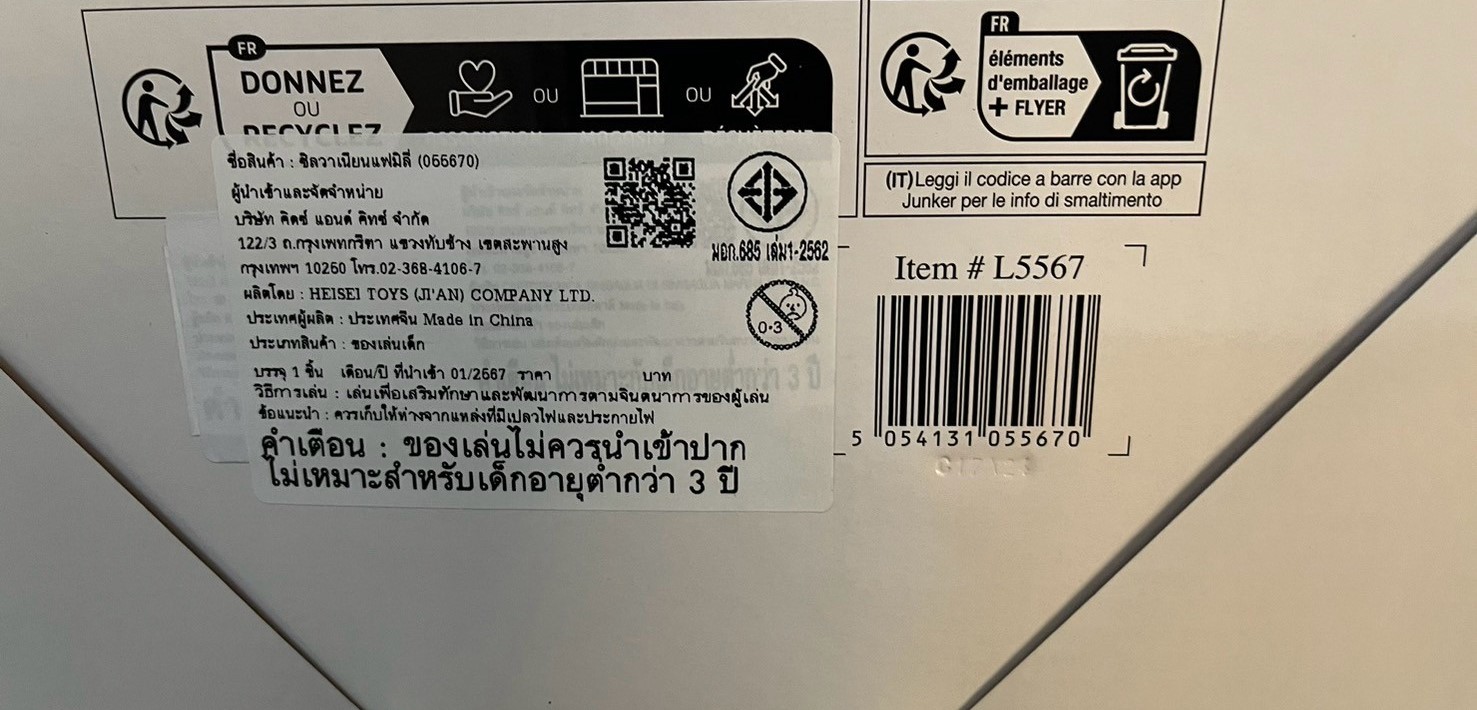 FR
DONNEZ
OU
RECYCLEZ
OU
OU
FR
éléments
d'emballage
+ FLYER
(IT)Leggi il codice a barre con la app
Junker per le info di smaltimento
ชื่อสินค้า : ซิลวาเนียนแฟมิลี่ (055670)
ผู้นำเข้าและจัดจำหน่าย
บริษัท คิดซ์ แอนด์ คิทซ์ จำกัด
122/3 ถ.กรุงเทพกรีฑา แขวงทับช้าง เขตสะพานสูง
กรุงเทพฯ 10250 โทร.02-368-4106-7
ผลิตโดย : HEISEI TOYS (JI'AN) COMPANY LTD.
ประเทศผู้ผลิต : ประเทศจีน Made in China
ประเภทสินค้า : ของเล่นเด็ก
บรรจุ 1 ชิ้น เดือน/ปี ที่นำเข้า 01/2567 ราคา บาท
วิธีการเล่น : เล่นเพื่อเสริมทักษาและพัฒนาการตามจินตนาการของผู้เล่น
ข้อแนะนำ : ควรเก็บให้ห่างจากแหล่งที่มีเปลวไฟและประกายไฟ
คำเตือน : ของเล่นไม่ควรนำเข้าปาก
ไม่เหมาะสำหรับเด็กอายุต่ำกว่า 3 ปี
มอก.685 เล่ม1-2562
0-3
Item # L5567
5 054131 055670